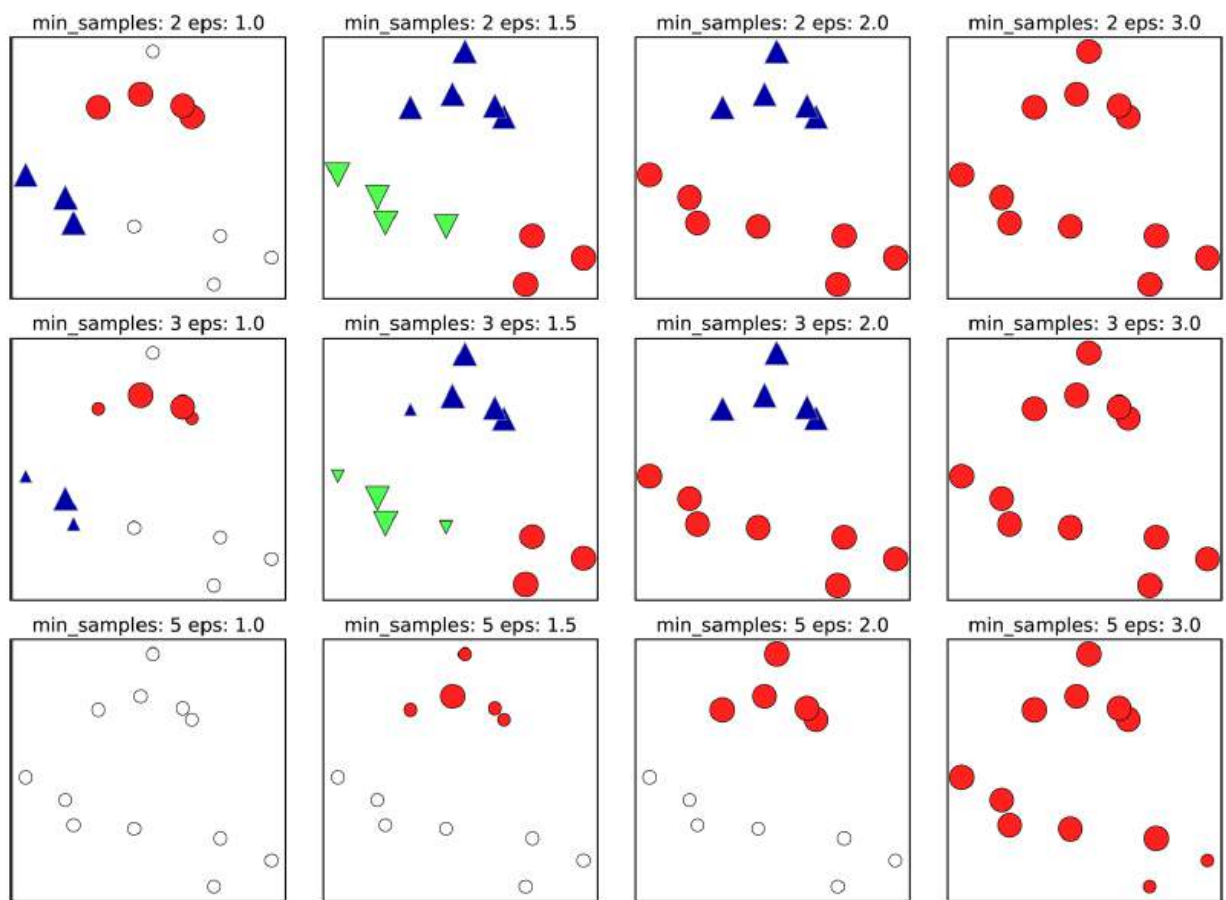 min_samples: 2 eps: 1.0
min_samples: 2 eps: 1.5
min_samples: 2 eps: 2.0
min_samples: 2 eps: 3.0
min_samples: 3 eps: 1.0
min_samples: 3 eps: 1.5
min_samples: 3 eps: 2.0
min_samples: 3 eps: 3.0
min_samples: 5 eps: 1.0
min_samples: 5 eps: 1.5
min_samples: 5 eps: 2.0
min_samples: 5 eps: 3.0